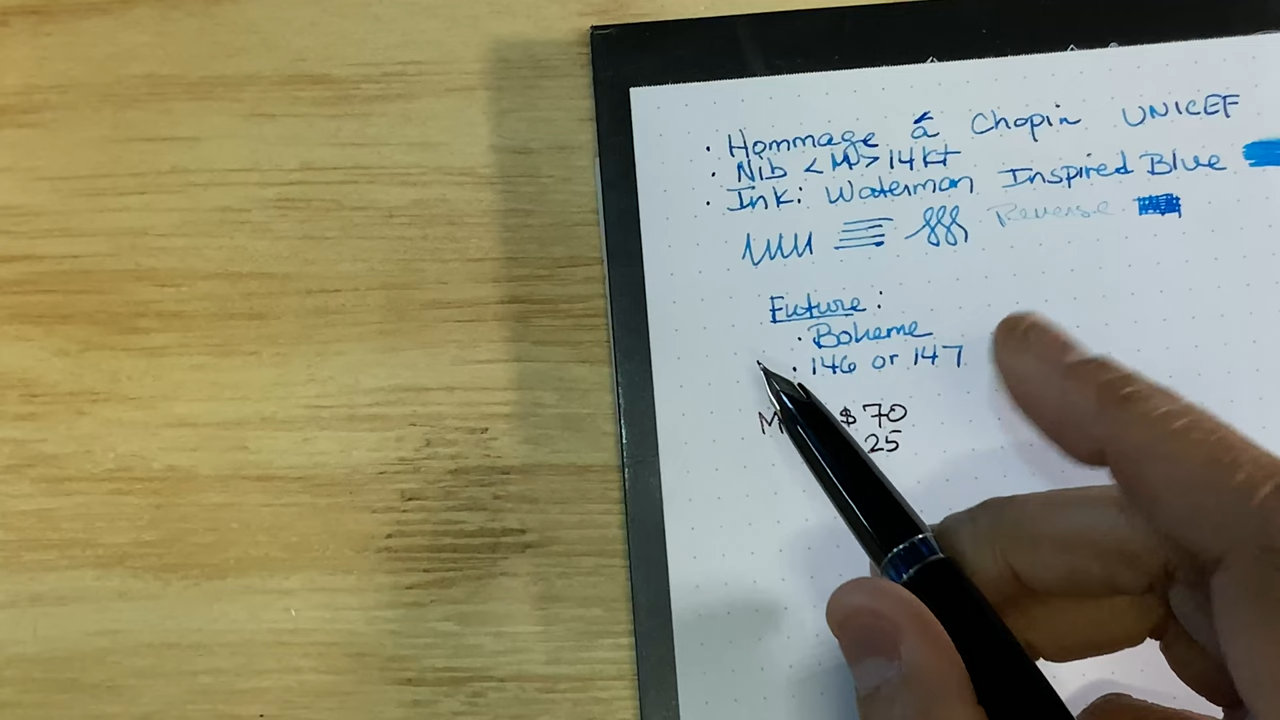 · Hommage á Chopin UNICEF
· Nib <M> 14kt
· Ink: Waterman Inspired Blue
Reverse
Future:
· Boheme
· 146 or 147
$70
25